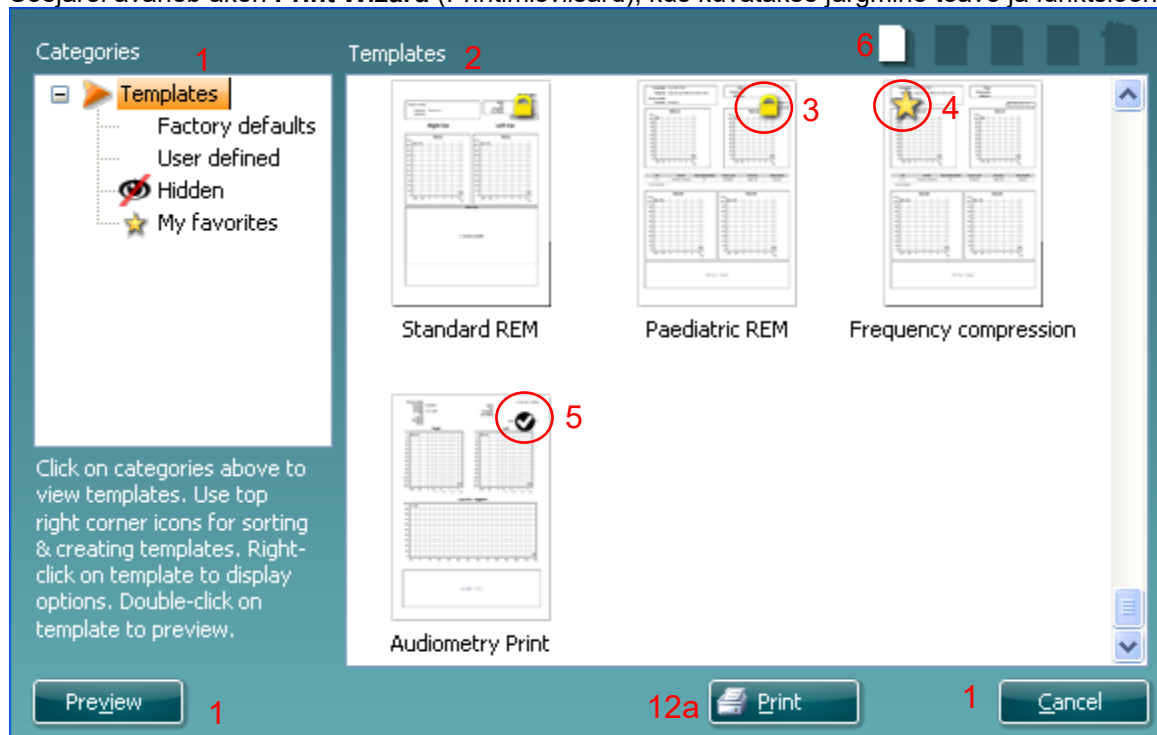 Categories
1
Templates
2
6
Templates
Factory defaults
User defined
Hidden
My favorites
3
4
Standard REM
Paediatric REM
Frequency compression
5
Audiometry Print
Click on categories above to
view templates. Use top
right corner icons for sorting
& creating templates. Right-
click on template to display
options. Double-click on
template to preview.
Preview
1
12a
Print
1
Cancel